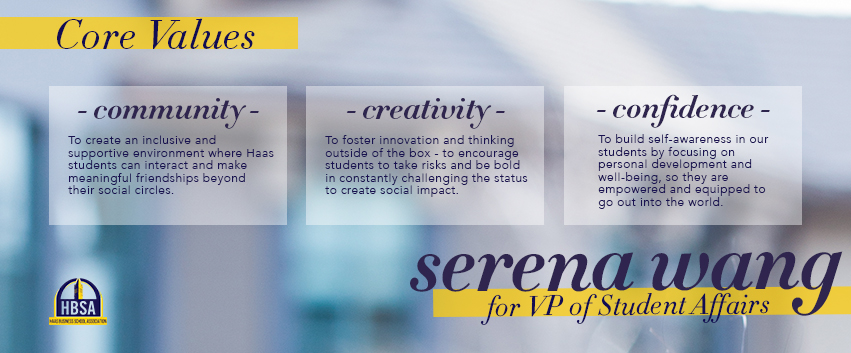 Core Values
- community -
To create an inclusive and
supportive environment where Haas
students can interact and make
meaningful friendships beyond
their social circles.
- creativity -
To foster innovation and thinking
outside of the box - to encourage
students to take risks and be bold
in constantly challenging the status
to create social impact.
- confidence -
To build self-awareness in our
students by focusing on
personal development and
well-being, so they are
empowered and equipped to
go out into the world.
serena wang
for VP of Student Affairs
HBSA
HAAS BUSINESS SCHOOL ASSOCIATION